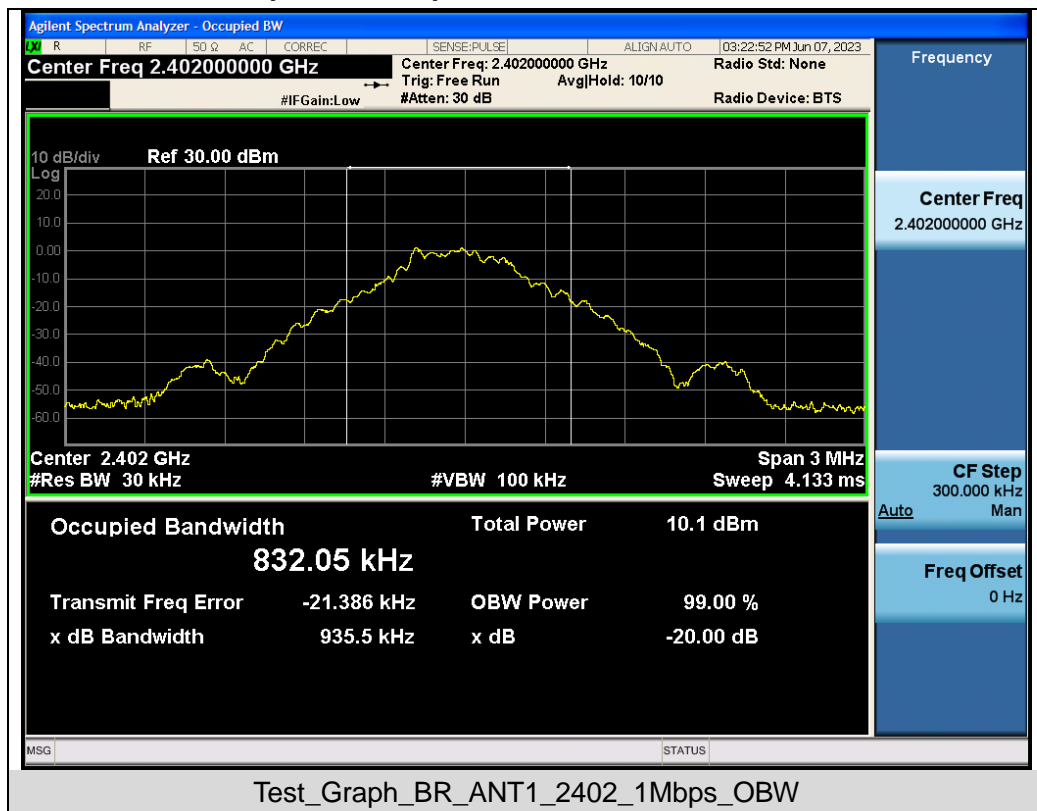 Agilent Spectrum Analyzer - Occupied BW
LXI R RF 50 Ω AC CORREC SENSE:PULSE ALIGN AUTO 03:22:52 PM Jun 07, 2023
Center Freq 2.402000000 GHz
Center Freq: 2.402000000 GHz
Radio Std: None
Trig: Free Run Avg|Hold: 10/10
#IFGain:Low #Atten: 30 dB Radio Device: BTS
Frequency
10 dB/div Ref 30.00 dBm
Log
20.0
10.0
0.00
-10.0
-20.0
-30.0
-40.0
-50.0
-60.0
Center 2.402 GHz Span 3 MHz
#Res BW 30 kHz #VBW 100 kHz Sweep 4.133 ms
Center Freq
2.402000000 GHz
CF Step
300.000 kHz
Auto Man
Freq Offset
0 Hz
Occupied Bandwidth Total Power 10.1 dBm
832.05 kHz
Transmit Freq Error -21.386 kHz OBW Power 99.00 %
x dB Bandwidth 935.5 kHz x dB -20.00 dB
MSG STATUS
Test_Graph_BR_ANT1_2402_1Mbps_OBW